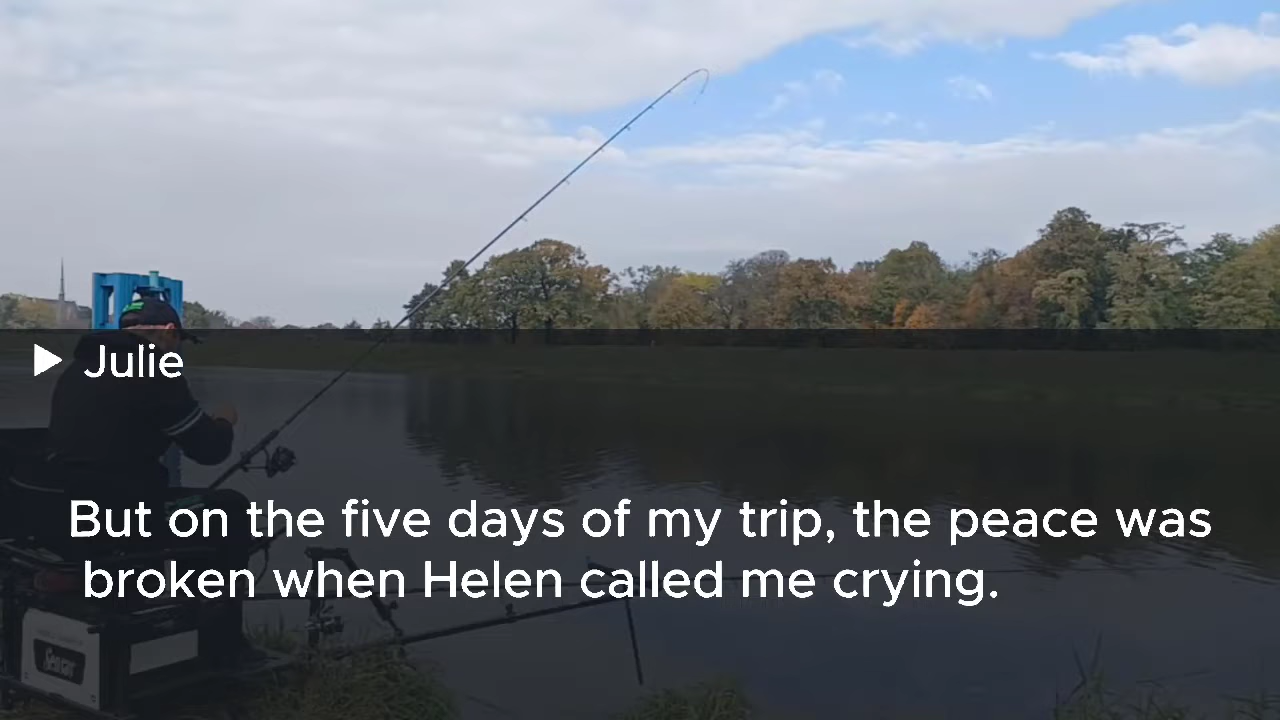 Julie
But on the five days of my trip, the peace was
broken when Helen called me crying.